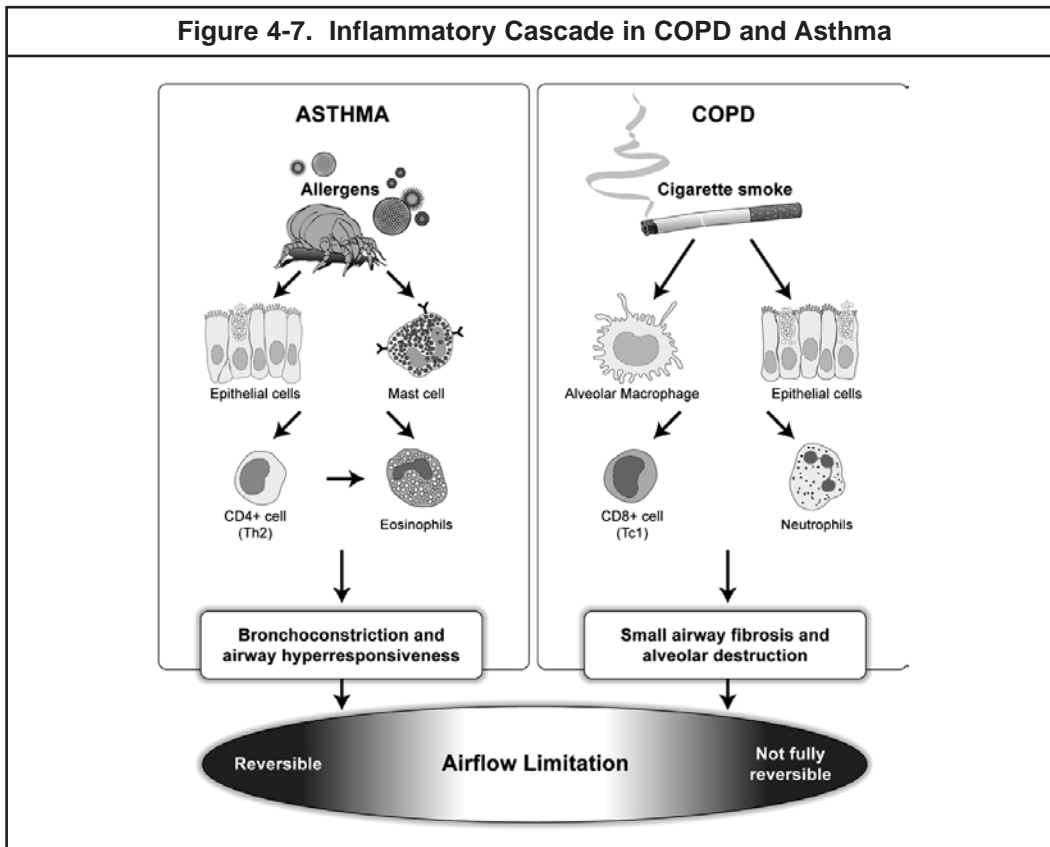 Figure 4-7. Inflammatory Cascade in COPD and Asthma
ASTHMA
Allergens
Epithelial cells
Mast cell
CD4+ cell
(Th2)
Eosinophils
Bronchoconstriction and
airway hyperresponsiveness
COPD
Cigarette smoke
Alveolar Macrophage
Epithelial cells
CD8+ cell
(Tc1)
Neutrophils
Small airway fibrosis and
alveolar destruction
Reversible
Airflow Limitation
Not fully
reversible